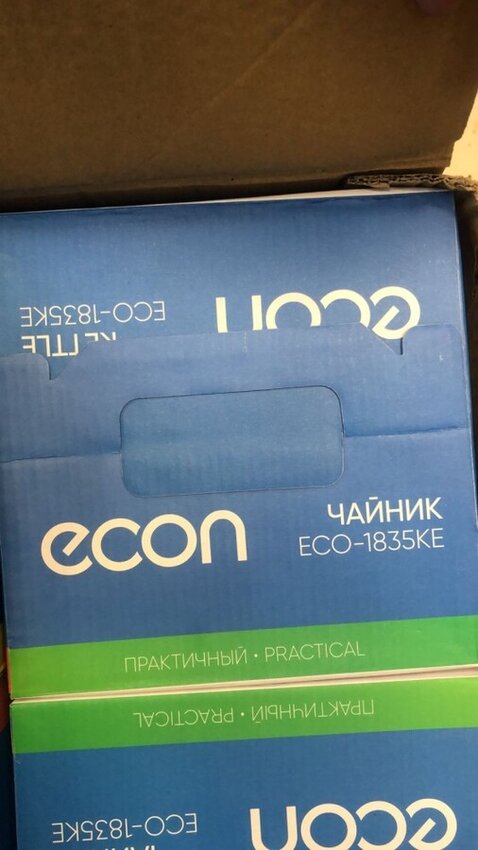 econ
KETTLE
ECO-1835KE
econ
ЧАЙНИК
ECO-1835KE
ПРАКТИЧНЫЙ • PRACTICAL
ПРАКТИЧНЫЙ • PRACTICAL
econ
ECO-1835KE